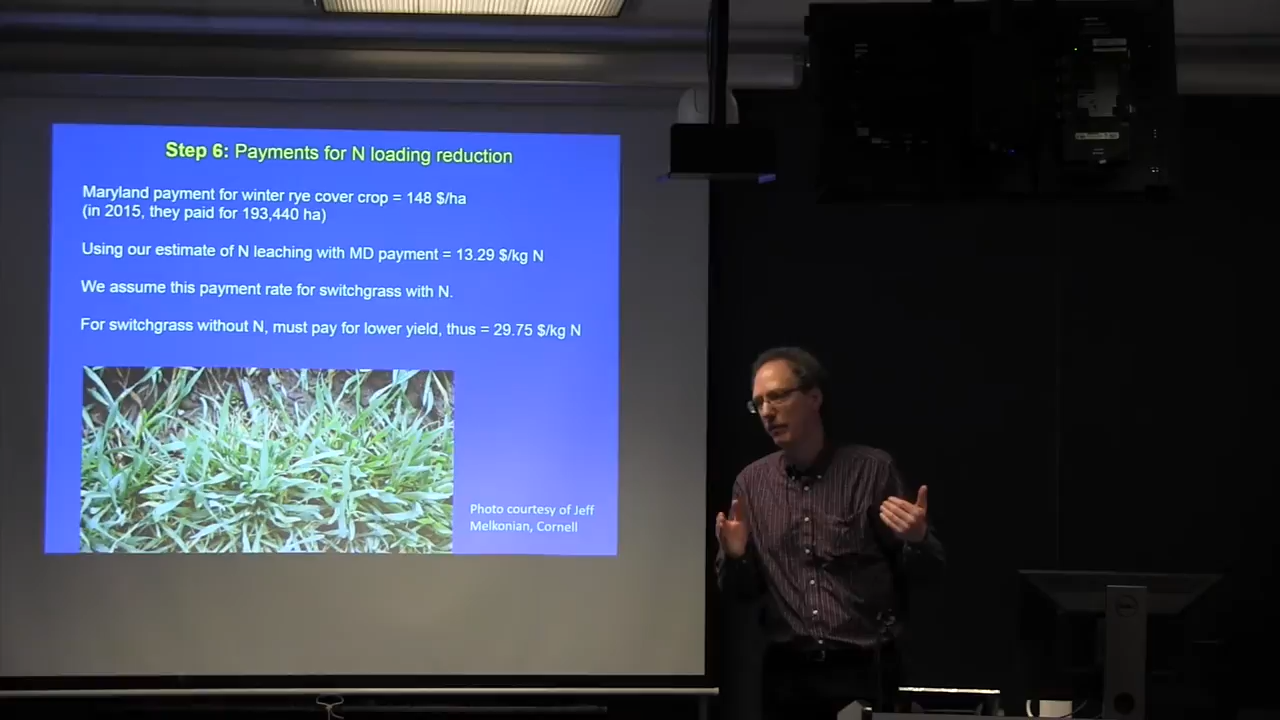 Step 6: Payments for N loading reduction
Maryland payment for winter rye cover crop = 148 $/ha
(in 2015, they paid for 193,440 ha)
Using our estimate of N leaching with MD payment = 13.29 $/kg N
We assume this payment rate for switchgrass with N.
For switchgrass without N, must pay for lower yield, thus = 29.75 $/kg N
Photo courtesy of Jeff
Melkonian, Cornell